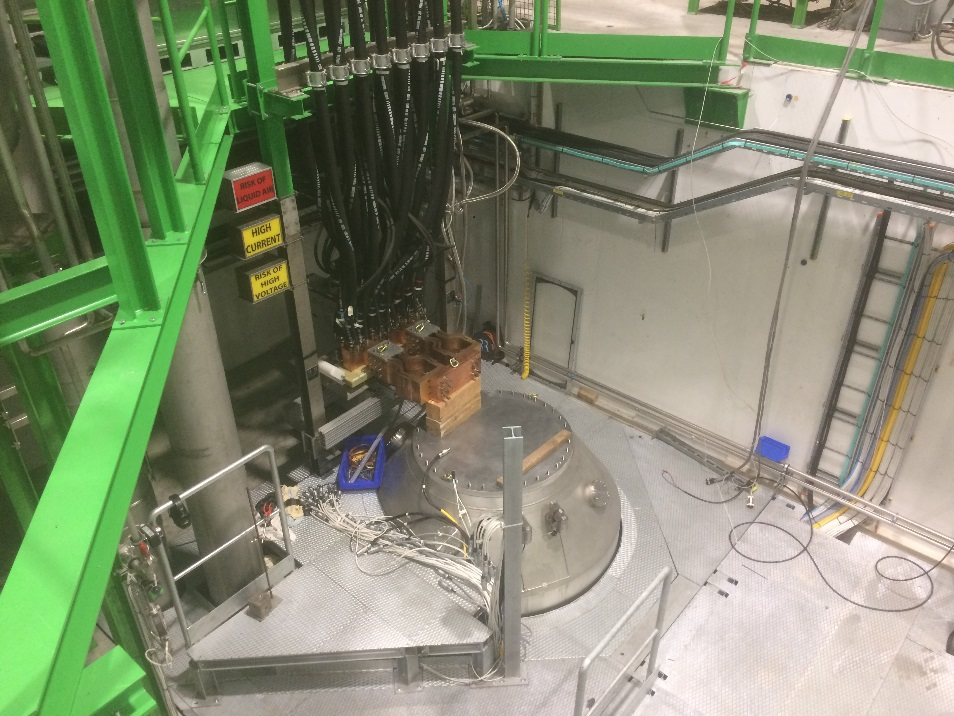 RISK OF
LIQUID AIR
HIGH
CURRENT
RISK OF
HIGH
VOLTAGE